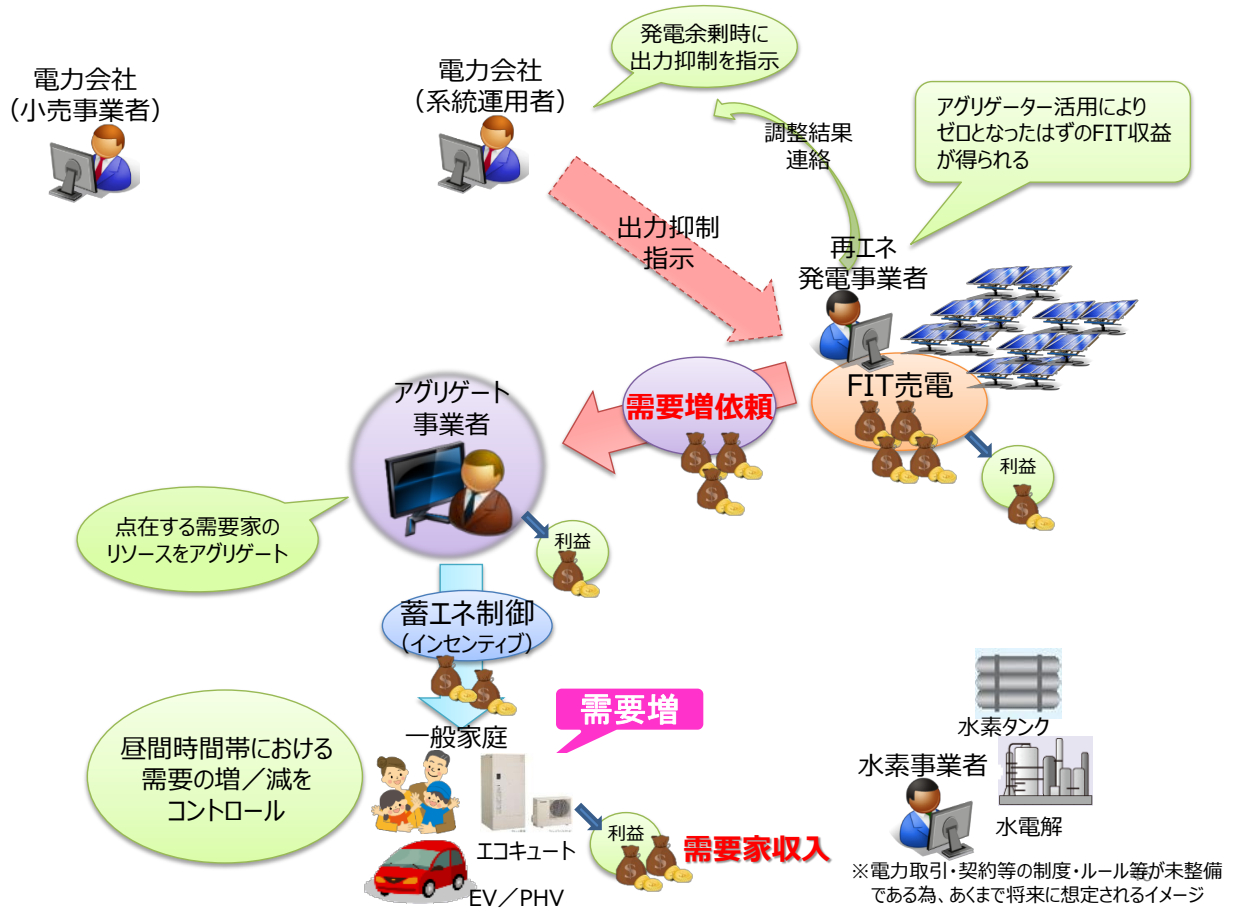 電力会社
（小売事業者）
電力会社
（系統運用者）
発電余剰時に
出力抑制を指示
調整結果
連絡
アグリゲーター活用により
ゼロとなったはずのFIT収益
が得られる
出力抑制
指示
再エネ
発電事業者
FIT売電
利益
需要増依頼
アグリゲート
事業者
利益
点在する需要家の
リソースをアグリゲート
蓄エネ制御
（インセンティブ）
需要増
一般家庭
昼間時間帯における
需要の増／減を
コントロール
エコキュート
EV／PHV
利益
需要家収入
水素タンク
水素事業者
水電解
※電力取引・契約等の制度・ルール等が未整備
である為、あくまで将来に想定されるイメージ